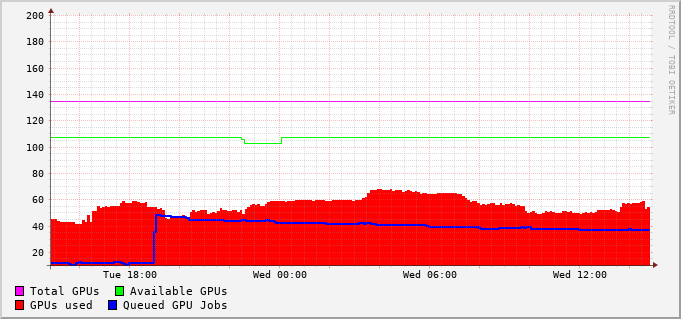 200
180
160
140
120
100
80
60
40
20
Tue 18:00 Wed 00:00 Wed 06:00 Wed 12:00
Total GPUs Available GPUs
GPUs used Queued GPU Jobs
RRDTOOL / TOBI OETIKER